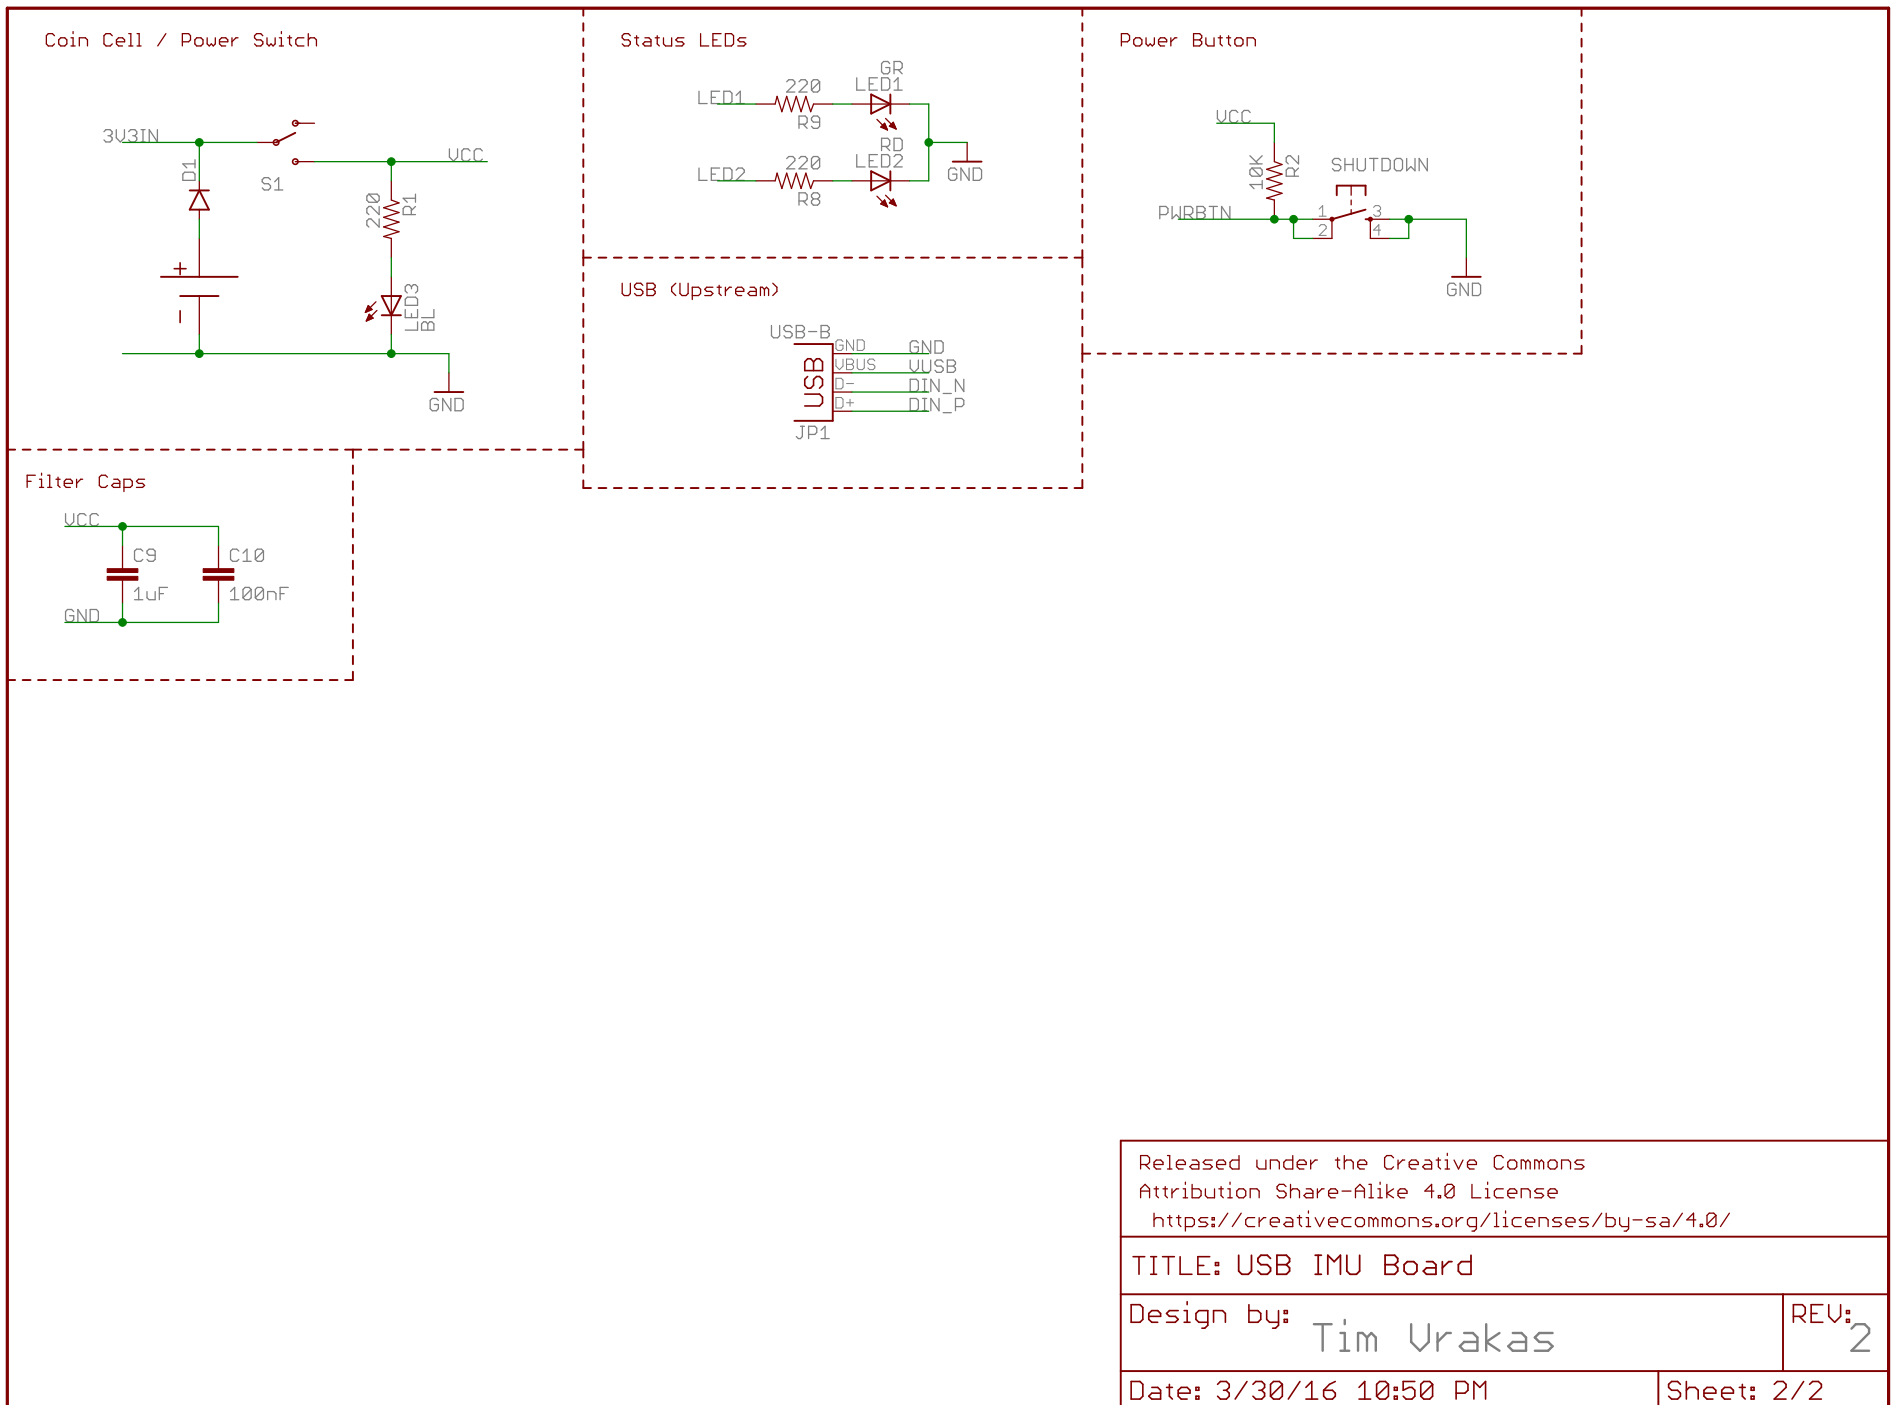 Coin Cell / Power Switch
3V3IN
D1
S1
VCC
220
R1
+
-
LED3
BL
GND
Status LEDs
LED1
220
R9
GR
LED1
LED2
220
R8
RD
LED2
GND
Power Button
VCC
10K
R2
SHUTDOWN
PWRBTN
1
2
3
4
GND
USB (Upstream)
USB-B
USB
GND
VBUS
D-
D+
GND
VUSB
DIN_N
DIN_P
JP1
Filter Caps
VCC
C9
1uF
C10
100nF
GND
Released under the Creative Commons
Attribution Share-Alike 4.0 License
https://creativecommons.org/licenses/by-sa/4.0/
TITLE: USB IMU Board
Design by: Tim Vrakas
REV: 2
Date: 3/30/16 10:50 PM
Sheet: 2/2